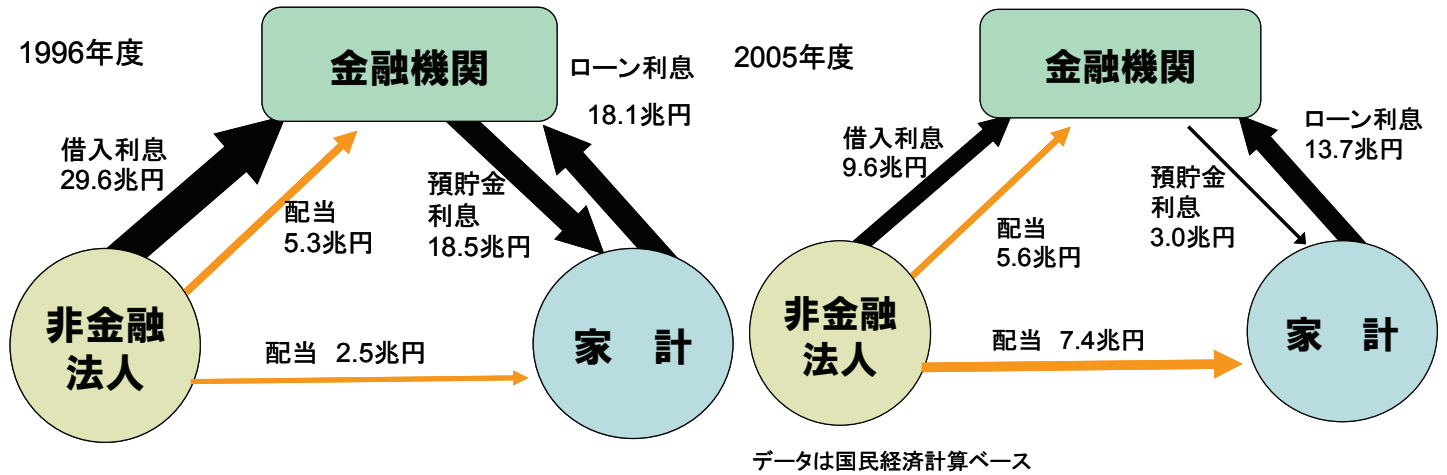 1996年度
金融機関
ローン利息
18.1兆円
借入利息
29.6兆円
配当
5.3兆円
預貯金
利息
18.5兆円
非金融
法人
配当 2.5兆円
家 計
2005年度
金融機関
ローン利息
13.7兆円
借入利息
9.6兆円
配当
5.6兆円
預貯金
利息
3.0兆円
非金融
法人
配当 7.4兆円
家 計
データは国民経済計算ベース